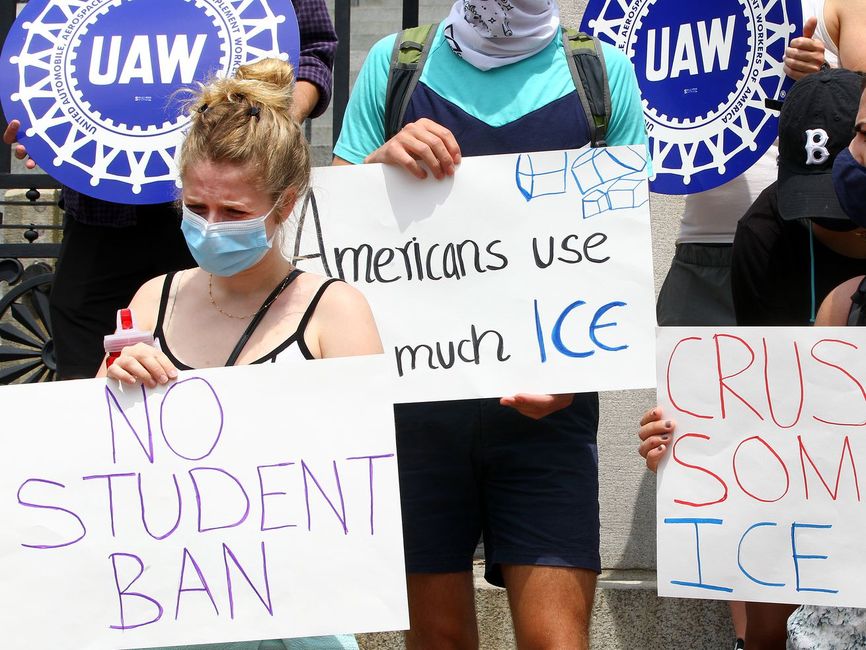 UAW
UAW
Americans use
much ICE
NO
STUDENT
BAN
CRUS
SOM
ICE
B